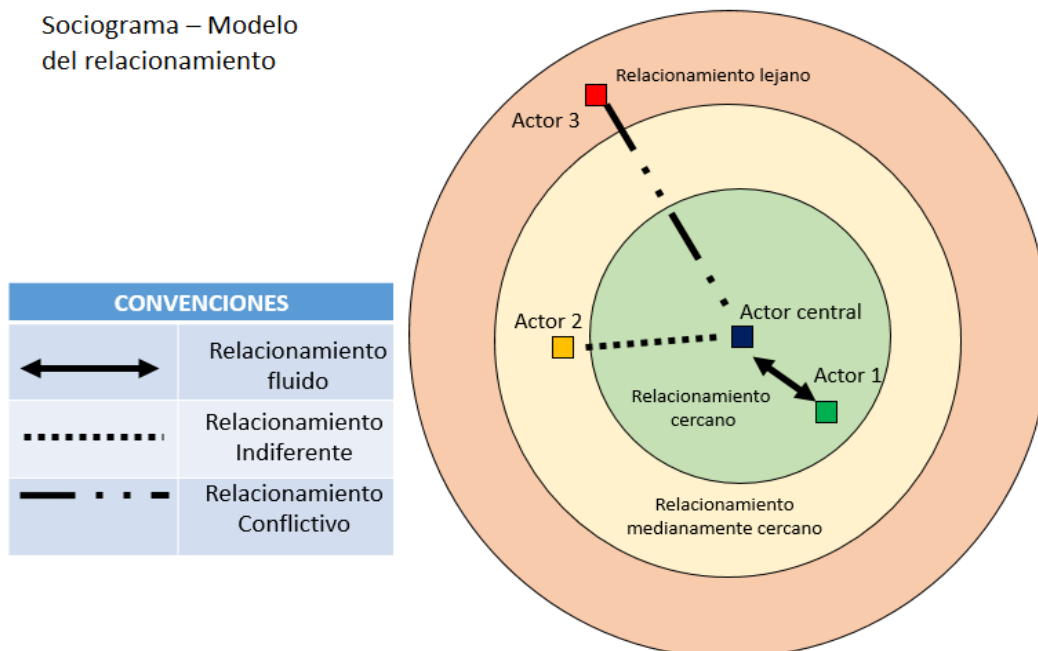 Sociograma – Modelo
del relacionamiento
Relacionamiento lejano
Actor 3
Actor 2
Actor central
Actor 1
Relacionamiento
cercano
Relacionamiento
medianamente cercano
CONVENCIONES
Relacionamiento
fluido
Relacionamiento
Indiferente
Relacionamiento
Conflictivo